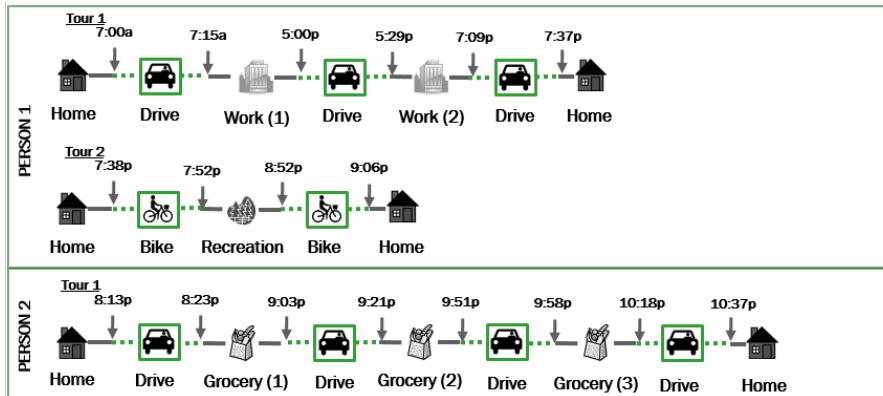 PERSON 1
Tour 1
7:00a 7:15a 5:00p 5:29p 7:09p 7:37p
Home Drive Work (1) Drive Work (2) Drive Home
Tour 2
7:38p 7:52p 8:52p 9:06p
Home Bike Recreation Bike Home
PERSON 2
Tour 1
8:13p 8:23p 9:03p 9:21p 9:51p 9:58p 10:18p 10:37p
Home Drive Grocery (1) Drive Grocery (2) Drive Grocery (3) Drive Home